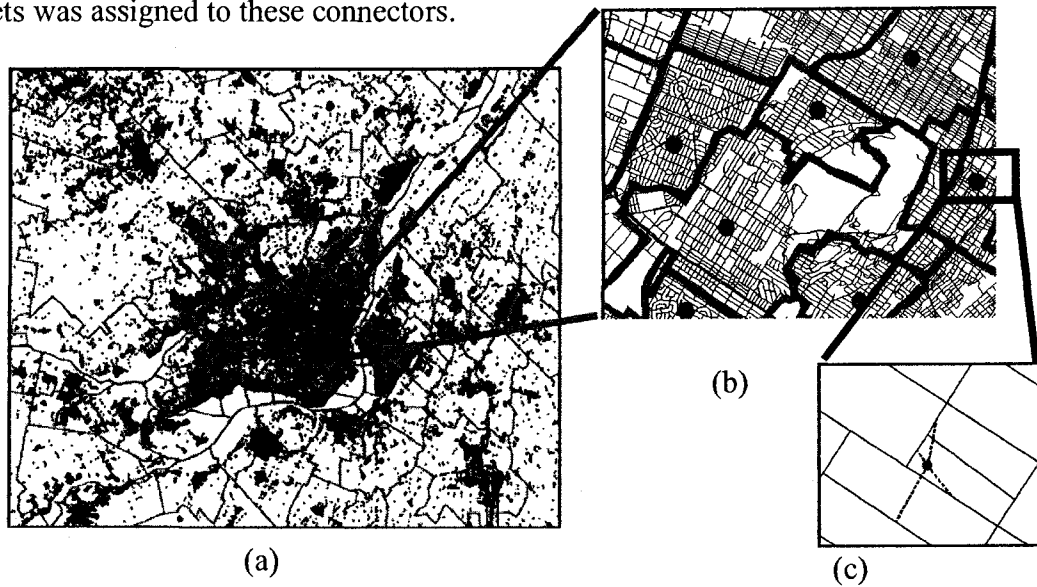 ets was assigned to these connectors.
(a)
(b)
(c)